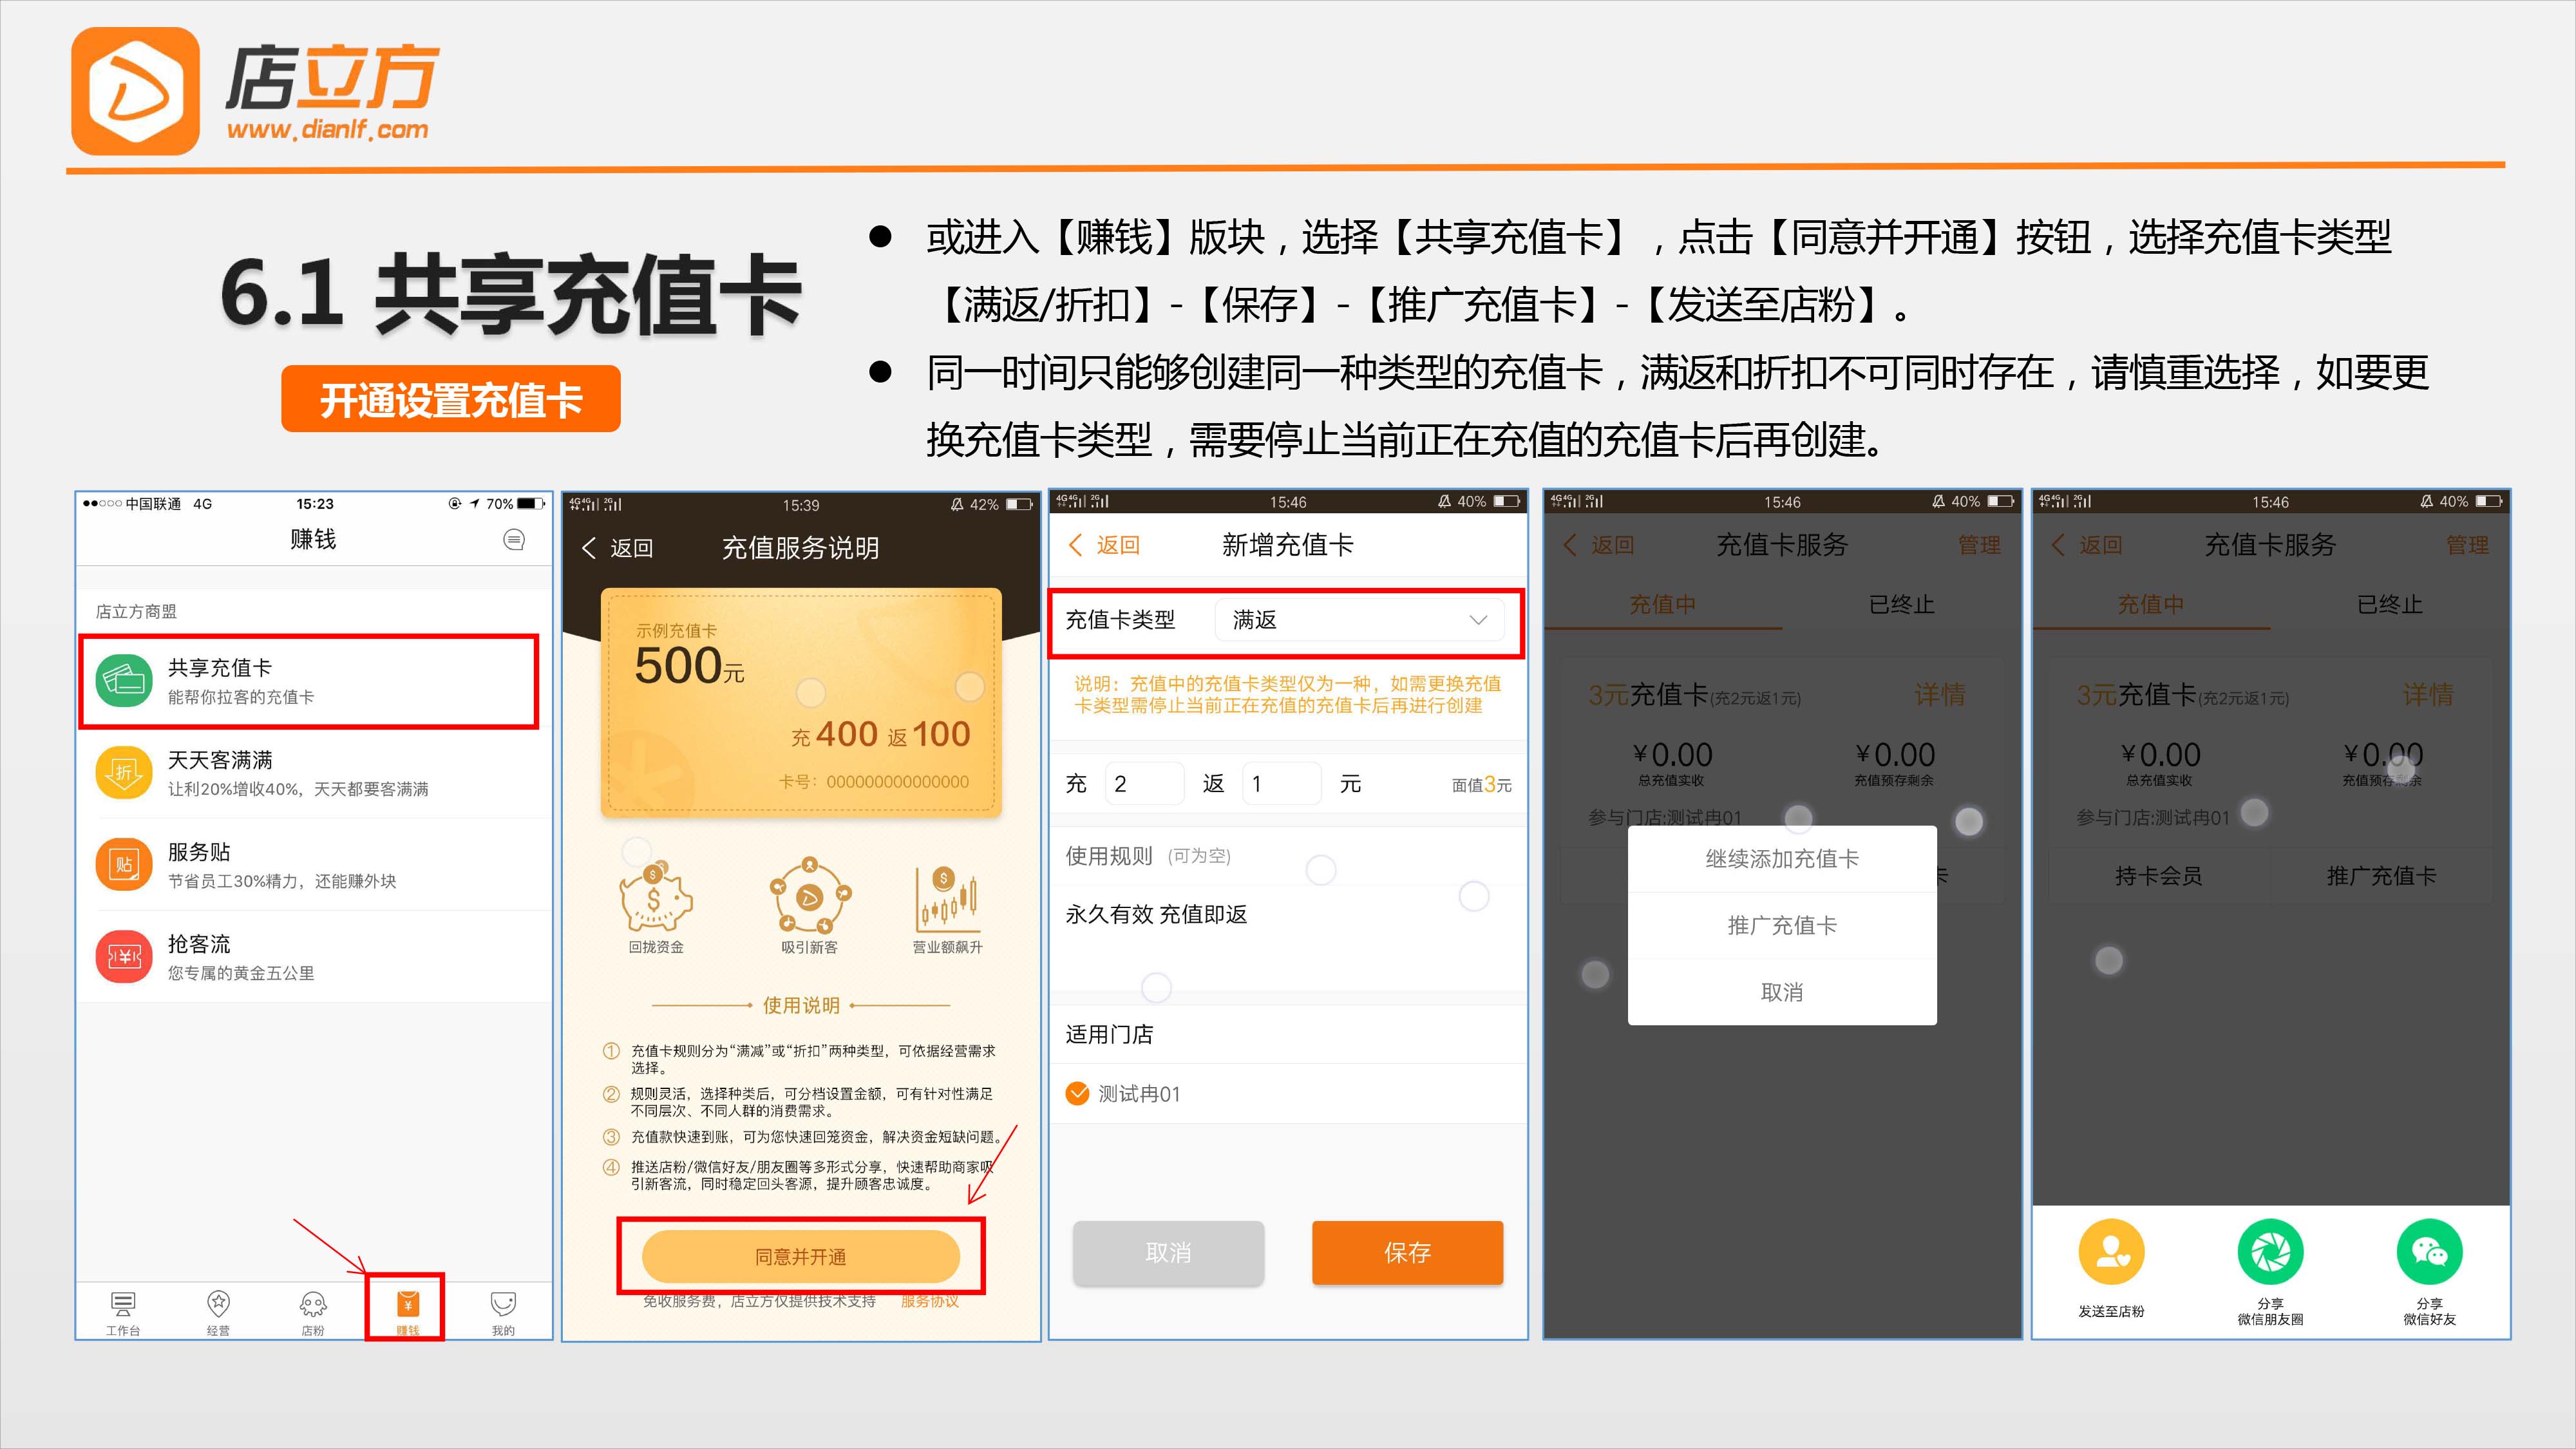 店立方
www.dianlf.com
6.1 共享充值卡
开通设置充值卡
● 或进入【赚钱】版块，选择【共享充值卡】，点击【同意并开通】按钮，选择充值卡类型
【满返/折扣】-【保存】-【推广充值卡】-【发送至店粉】。
● 同一时间只能够创建同一种类型的充值卡，满返和折扣不可同时存在，请慎重选择，如要更
换充值卡类型，需要停止当前正在充值的充值卡后再创建。
中国联通 4G 15:23 70%
赚钱
店立方商盟
共享充值卡
能帮你拉客的充值卡
折
天天客满满
让利20%增收40%，天天都要客满满
贴
服务贴
节省员工30%精力，还能赚外块
抢客流
您专属的黄金五公里
工作台 经营 店粉 赚钱 我的
4G 4G 2G 15:39 42%
返回 充值服务说明
示例充值卡
500元
充400 返100
卡号：000000000000000
回拢资金 吸引新客 营业额飙升
使用说明
① 充值卡规则分为“满减”或“折扣”两种类型，可依据经营需求
选择。
② 规则灵活，选择种类后，可分档设置金额，可有针对性满足
不同层次、不同人群的消费需求。
③ 充值款快速到账，可为您快速回笼资金，解决资金短缺问题。
④ 推送店粉/微信好友/朋友圈等多形式分享，快速帮助商家吸
引新客流，同时稳定回头客源，提升顾客忠诚度。
同意并开通
免收服务费，店立方仅提供技术支持 服务协议
4G 4G 2G 15:46 40%
返回 新增充值卡
充值卡类型 满返
说明：充值中的充值卡类型仅为一种，如需更换充值
卡类型需停止当前正在充值的充值卡后再进行创建
充 2 返 1 元 面值3元
使用规则 (可为空)
永久有效 充值即返
适用门店
测试冉01
取消 保存
4G 4G 2G 15:46 40%
返回 充值卡服务 管理
充值中 已终止
3元充值卡(充2元返1元) 详情
￥0.00 ￥0.00
总充值实收 充值预存剩余
参与门店:测试冉01
卡
继续添加充值卡
推广充值卡
取消
4G 4G 2G 15:46 40%
返回 充值卡服务 管理
充值中 已终止
3元充值卡(充2元返1元) 详情
￥0.00 ￥0.00
总充值实收 充值预存剩余
参与门店:测试冉01
持卡会员 推广充值卡
发送至店粉
分享
微信朋友圈
分享
微信好友